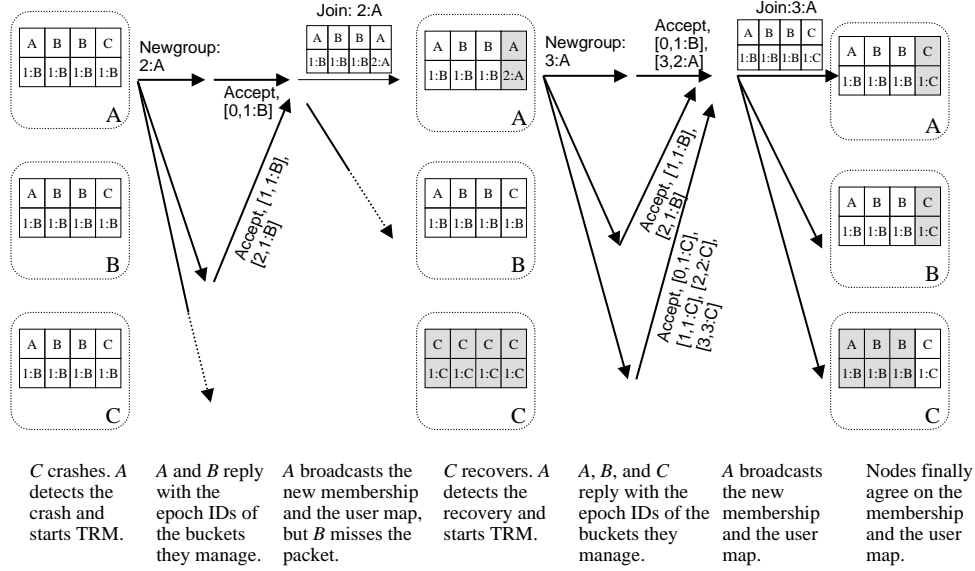 Join: 2:A
A B B A
1:B 1:B 1:B 2:A
Join:3:A
A B B C
1:B 1:B 1:B 1:C
A B B C
1:B 1:B 1:B 1:B
A
Newgroup:
2:A
Accept,
[0,1:B]
A B B A
1:B 1:B 1:B 2:A
A
Newgroup:
3:A
Accept,
[0,1:B],
[3,2:A]
A B B C
1:B 1:B 1:B 1:C
A
A B B C
1:B 1:B 1:B 1:B
B
Accept, [1,1:B],
[2,1:B]
A B B C
1:B 1:B 1:B 1:B
B
Accept, [1,1:B],
[2,1:B]
A B B C
1:B 1:B 1:B 1:C
B
A B B C
1:B 1:B 1:B 1:B
C
C C C C
1:C 1:C 1:C 1:C
C
Accept, [0,1:C],
[1,1:C], [2,2:C],
[3,3:C]
A B B C
1:B 1:B 1:B 1:C
C
C crashes. A
detects the
crash and
starts TRM.
A and B reply
with the
epoch IDs of
the buckets
they manage.
A broadcasts the
new membership
and the user map,
but B misses the
packet.
C recovers. A
detects the
recovery and
starts TRM.
A, B, and C
reply with the
epoch IDs of the
buckets they
manage.
A broadcasts
the new
membership
and the user
map.
Nodes finally
agree on the
membership
and the user
map.